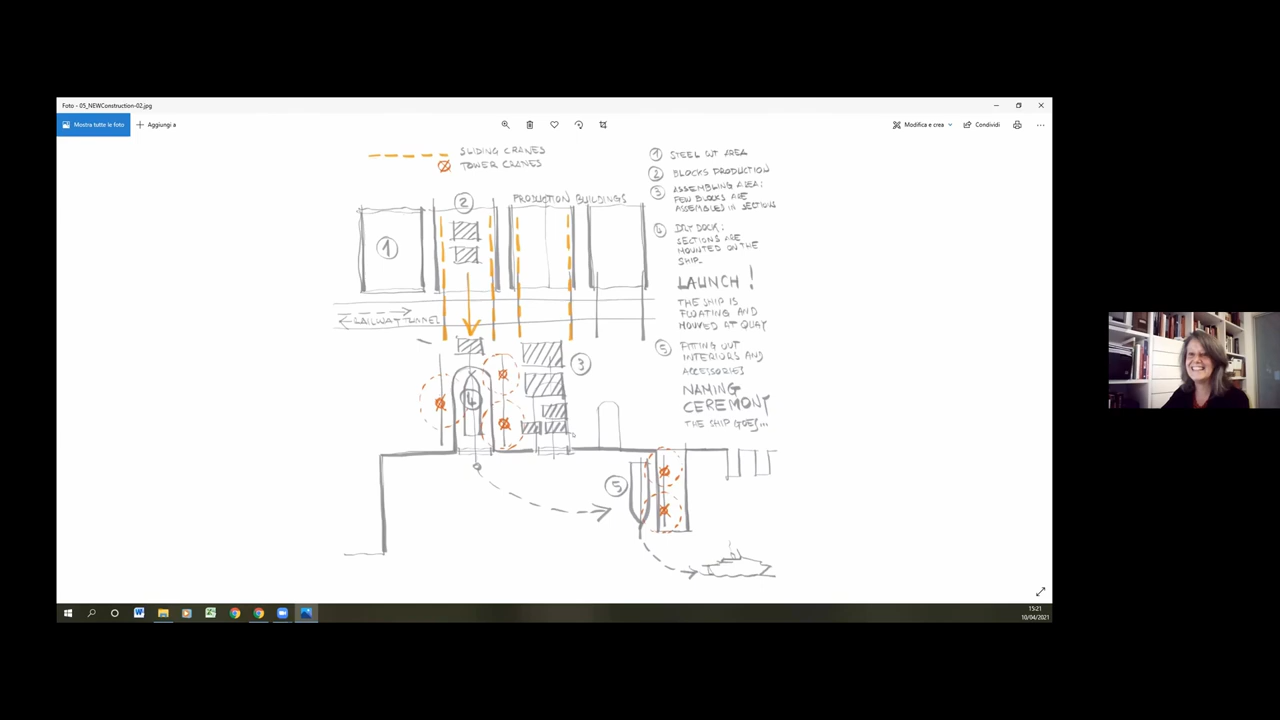 Foto - 05_NEWConstruction-02.jpg
Mostra tutte le foto
Aggiungi a
Modifica e crea
Condividi
SLIDING CRANES
TOWER CRANES
2
PRODUCTION BUILDINGS
1
RAILWAY TUNNEL
3
4
5
1 STEEL CUT AREA
2 BLOCKS PRODUCTION
3 ASSEMBLING AREA:
FEW BLOCKS ARE
ASSEMBLED IN SECTIONS
4 DRY DOCK:
SECTIONS ARE
MOUNTED ON THE
SHIP.
LAUNCH!
THE SHIP IS
FLOATING AND
MOVED AT QUAY
5 FITTING OUT
INTERIORS AND
ACCESSORIES
NAMING
CEREMONY
THE SHIP GOES...
15:21
10/04/2021